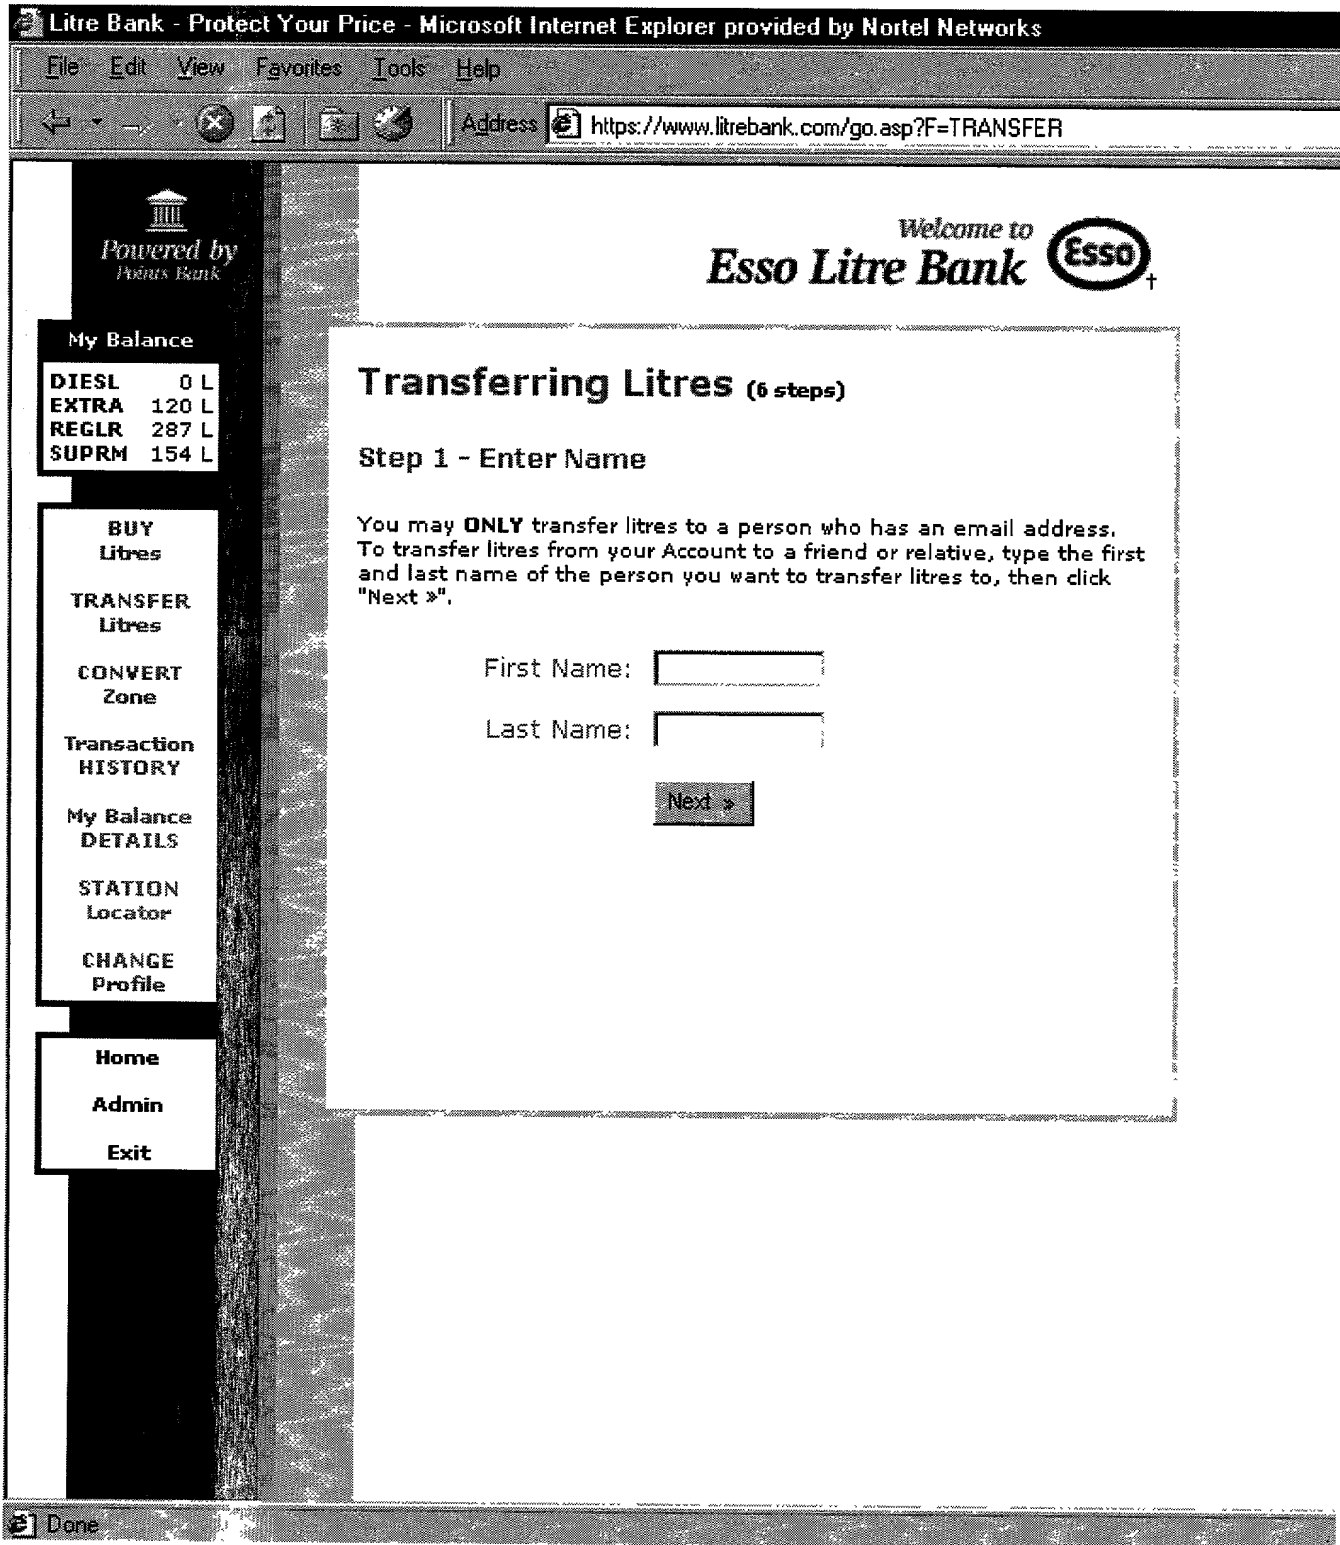 Litre Bank - Protect Your Price - Microsoft Internet Explorer provided by Nortel Networks
File Edit View Favorites Tools Help
Address https://www.litrebank.com/go.asp?F=TRANSFER
Powered by
Points Bank
Welcome to
Esso Litre Bank Esso †
My Balance
DIESL 0 L
EXTRA 120 L
REGLR 287 L
SUPRM 154 L
BUY
Litres
TRANSFER
Litres
CONVERT
Zone
Transaction
HISTORY
My Balance
DETAILS
STATION
Locator
CHANGE
Profile
Home
Admin
Exit
Transferring Litres (6 steps)
Step 1 - Enter Name
You may ONLY transfer litres to a person who has an email address.
To transfer litres from your Account to a friend or relative, type the first
and last name of the person you want to transfer litres to, then click
"Next »".
First Name:
Last Name:
Next »
Done